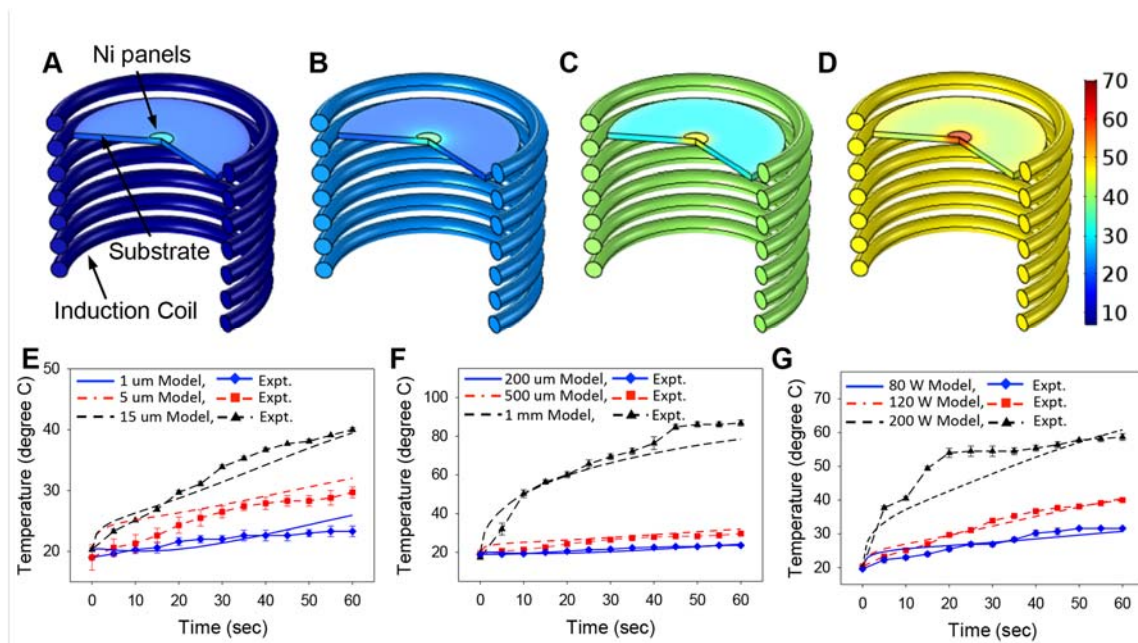 Ni panels
A
B
C
D
Substrate
Induction Coil
70
60
50
40
30
20
10
E
50
40
30
20
Temperature (degree C)
1 um Model, Expt.
5 um Model, Expt.
15 um Model, Expt.
0 10 20 30 40 50 60
Time (sec)
F
100
80
60
40
20
Temperature (degree C)
200 um Model, Expt.
500 um Model, Expt.
1 mm Model, Expt.
0 10 20 30 40 50 60
Time (sec)
G
70
60
50
40
30
20
Temperature (degree C)
80 W Model, Expt.
120 W Model, Expt.
200 W Model, Expt.
0 10 20 30 40 50 60
Time (sec)